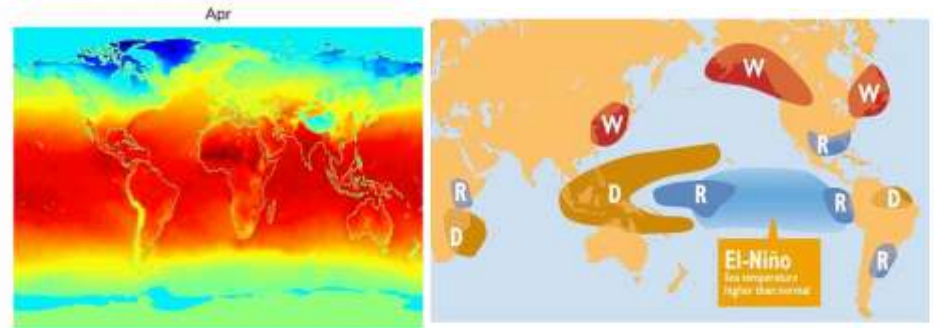 Apr
W
W
W
R
R
D
R
R
D
D
R
El-Niño
Sea temperature
higher than normal